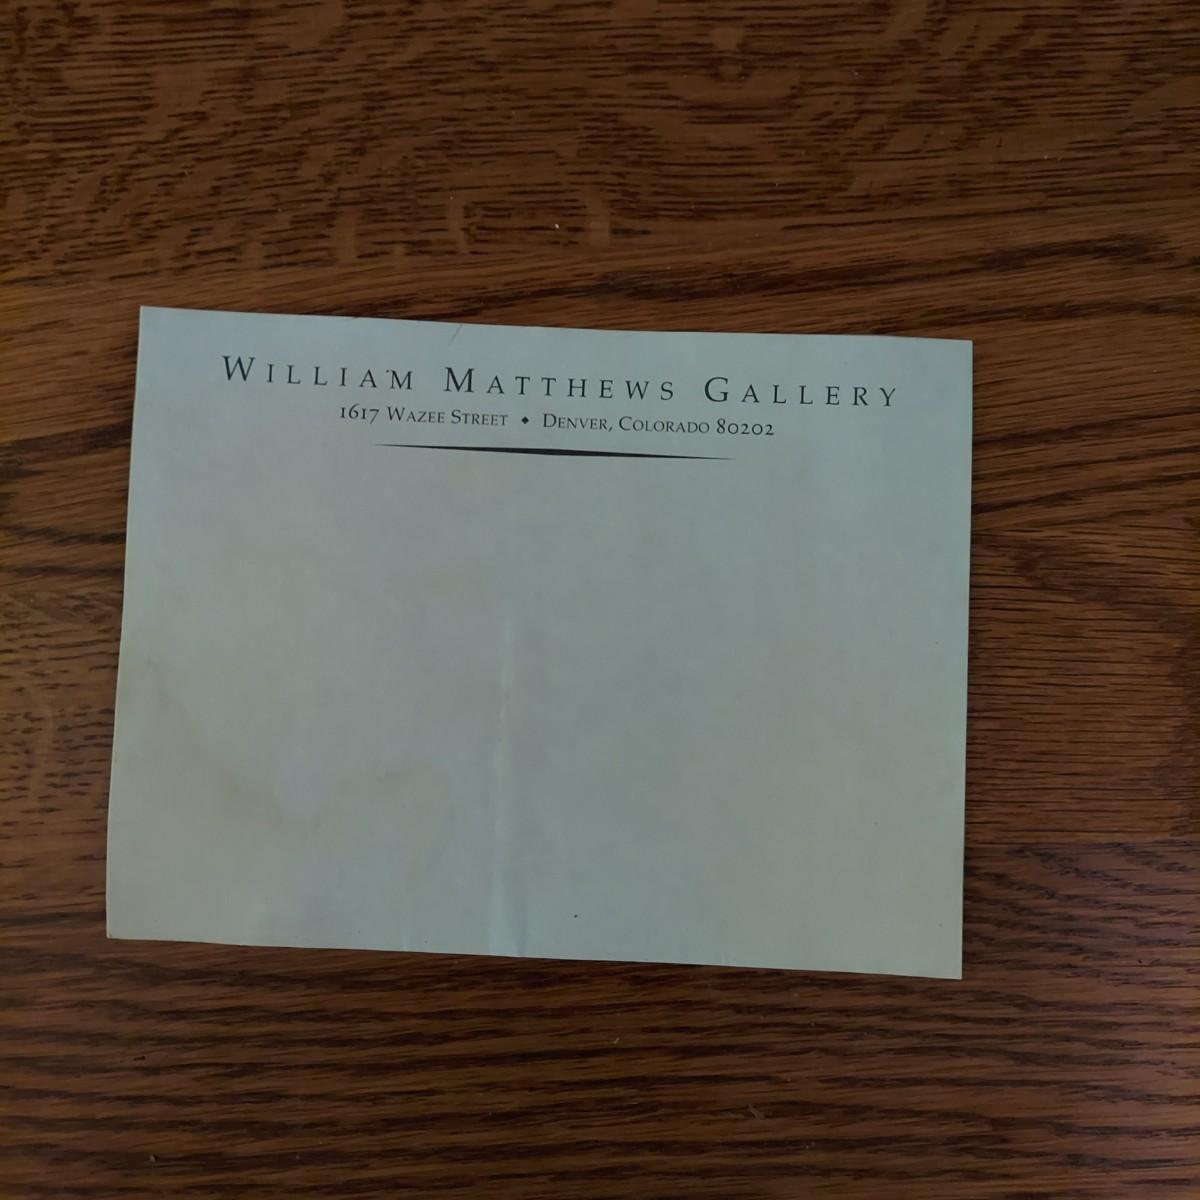 William Matthews Gallery
1617 Wazee Street ◆ Denver, Colorado 80202